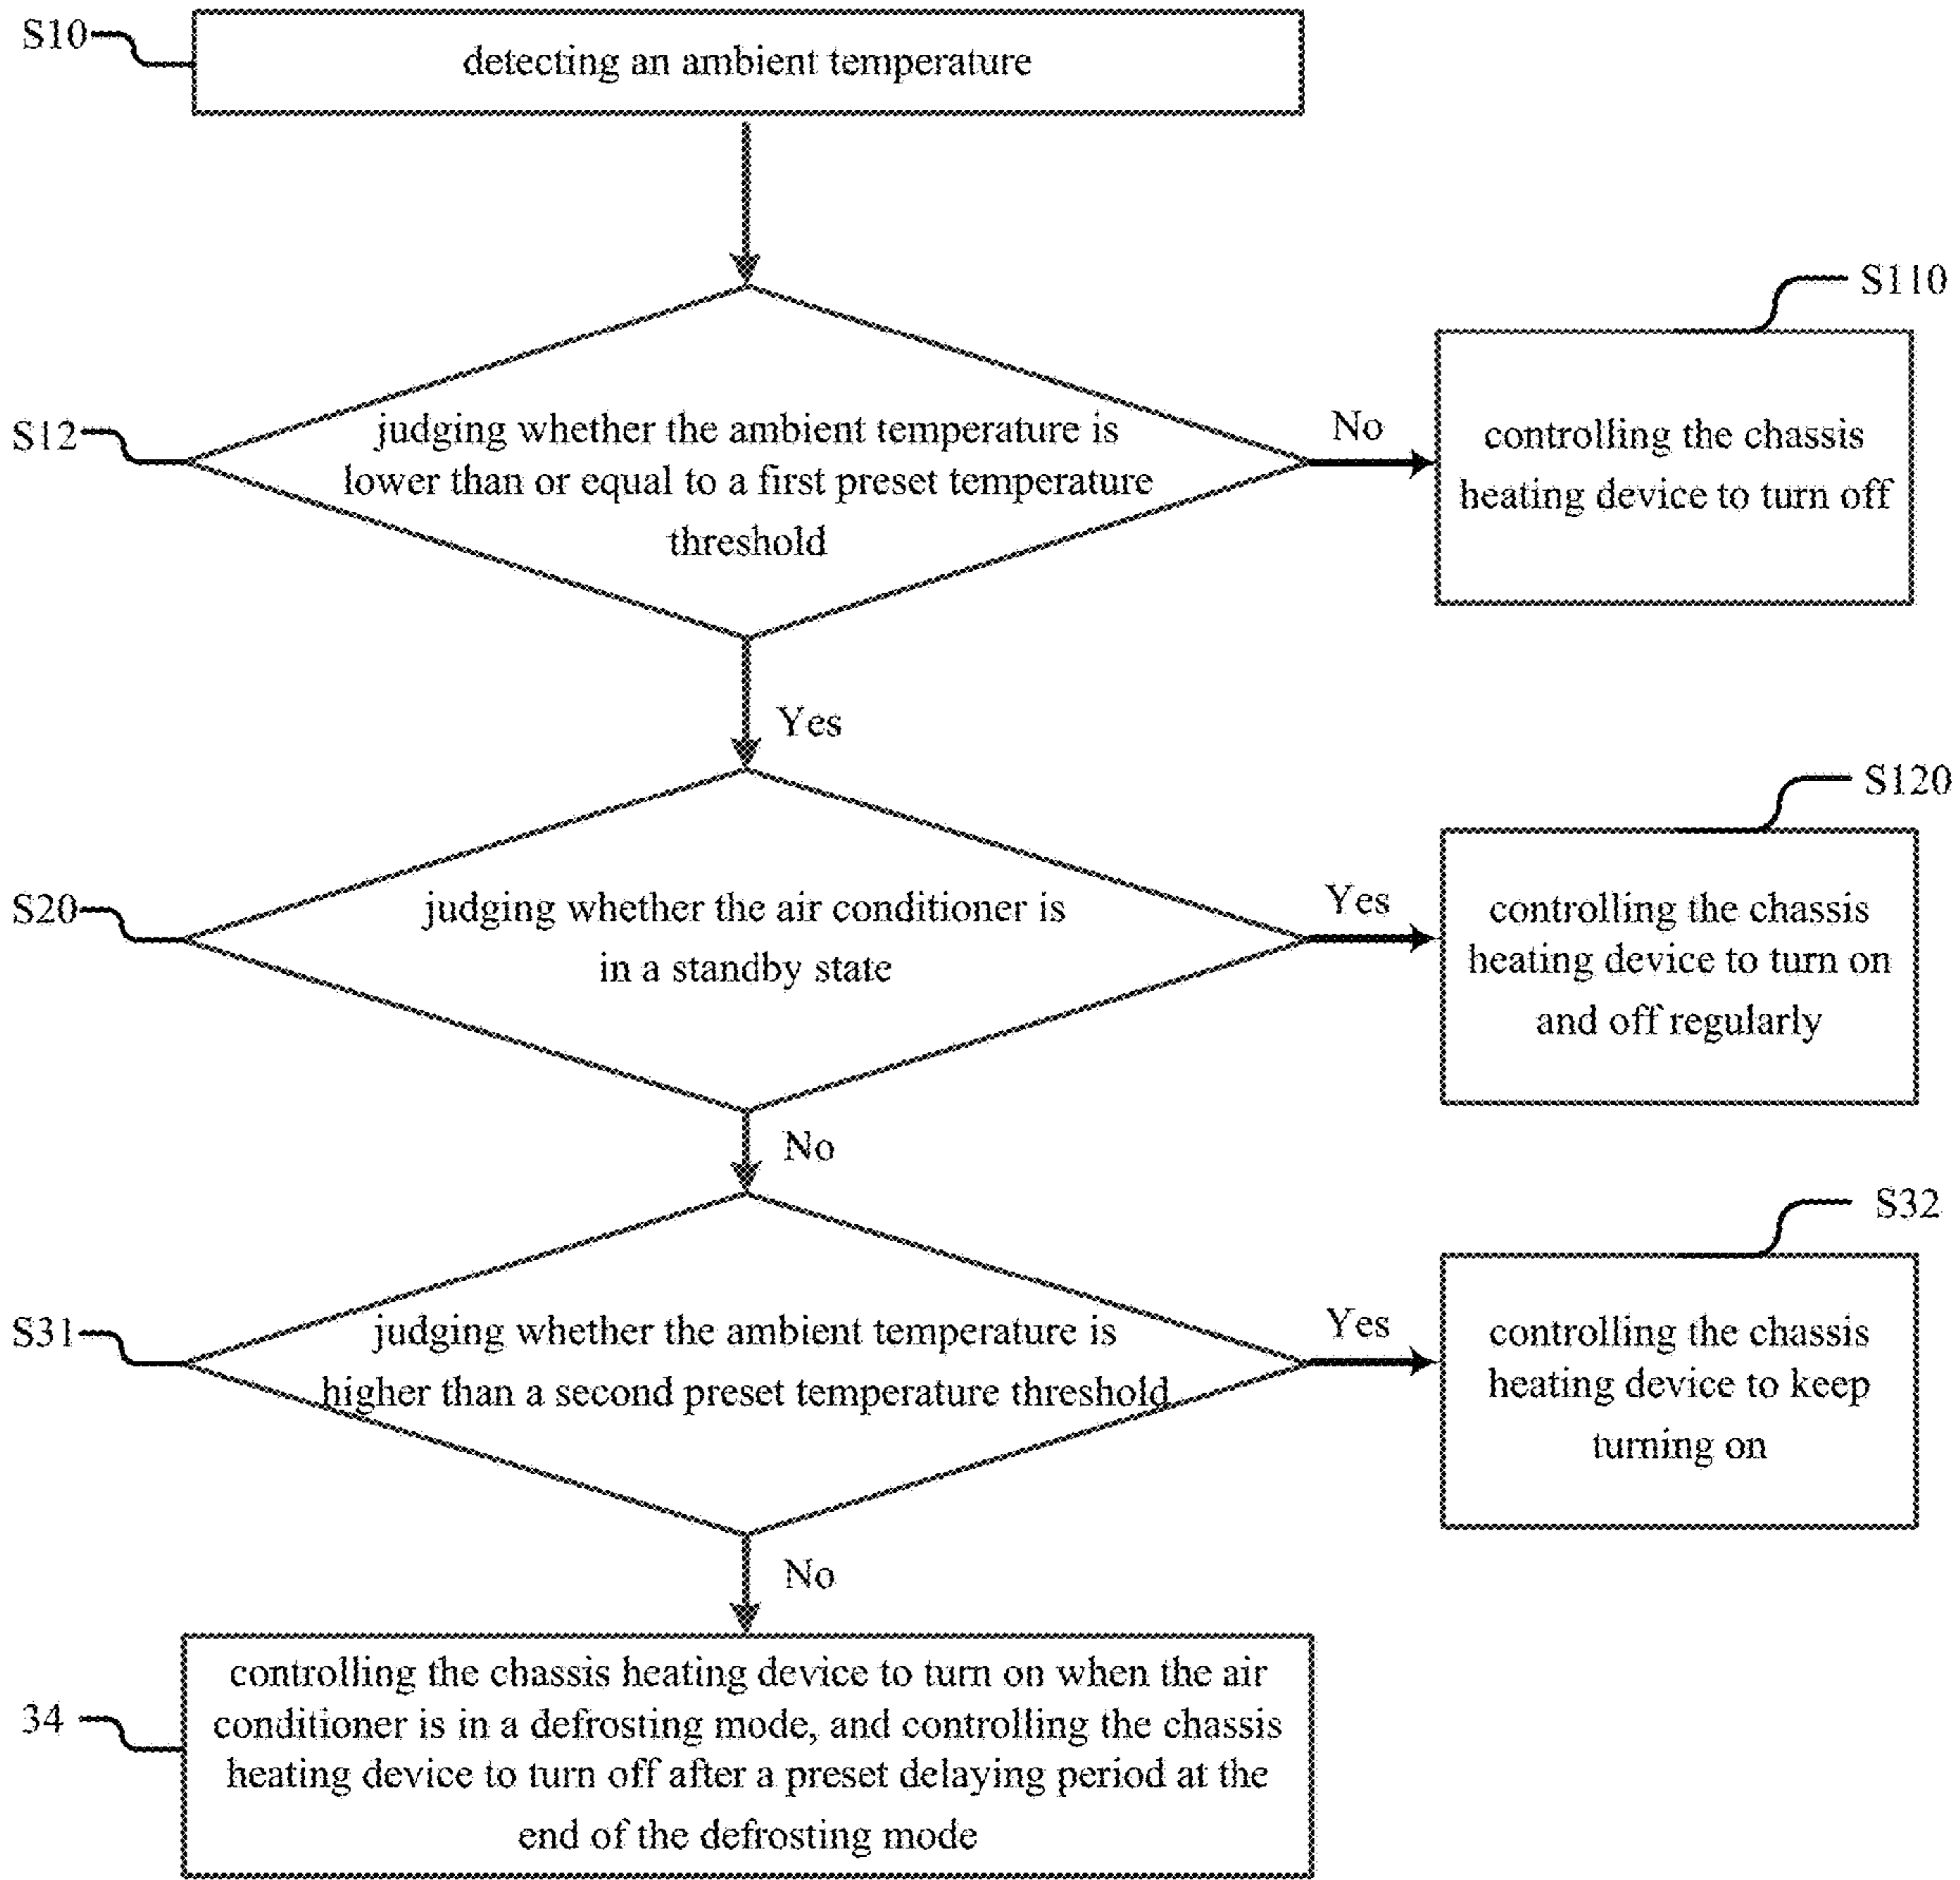 S10
detecting an ambient temperature
S110
S12
judging whether the ambient temperature is
lower than or equal to a first preset temperature
threshold
No
controlling the chassis
heating device to turn off
Yes
S120
S20
judging whether the air conditioner is
in a standby state
Yes
controlling the chassis
heating device to turn on
and off regularly
No
S32
S31
judging whether the ambient temperature is
higher than a second preset temperature threshold
Yes
controlling the chassis
heating device to keep
turning on
No
34
controlling the chassis heating device to turn on when the air
conditioner is in a defrosting mode, and controlling the chassis
heating device to turn off after a preset delaying period at the
end of the defrosting mode